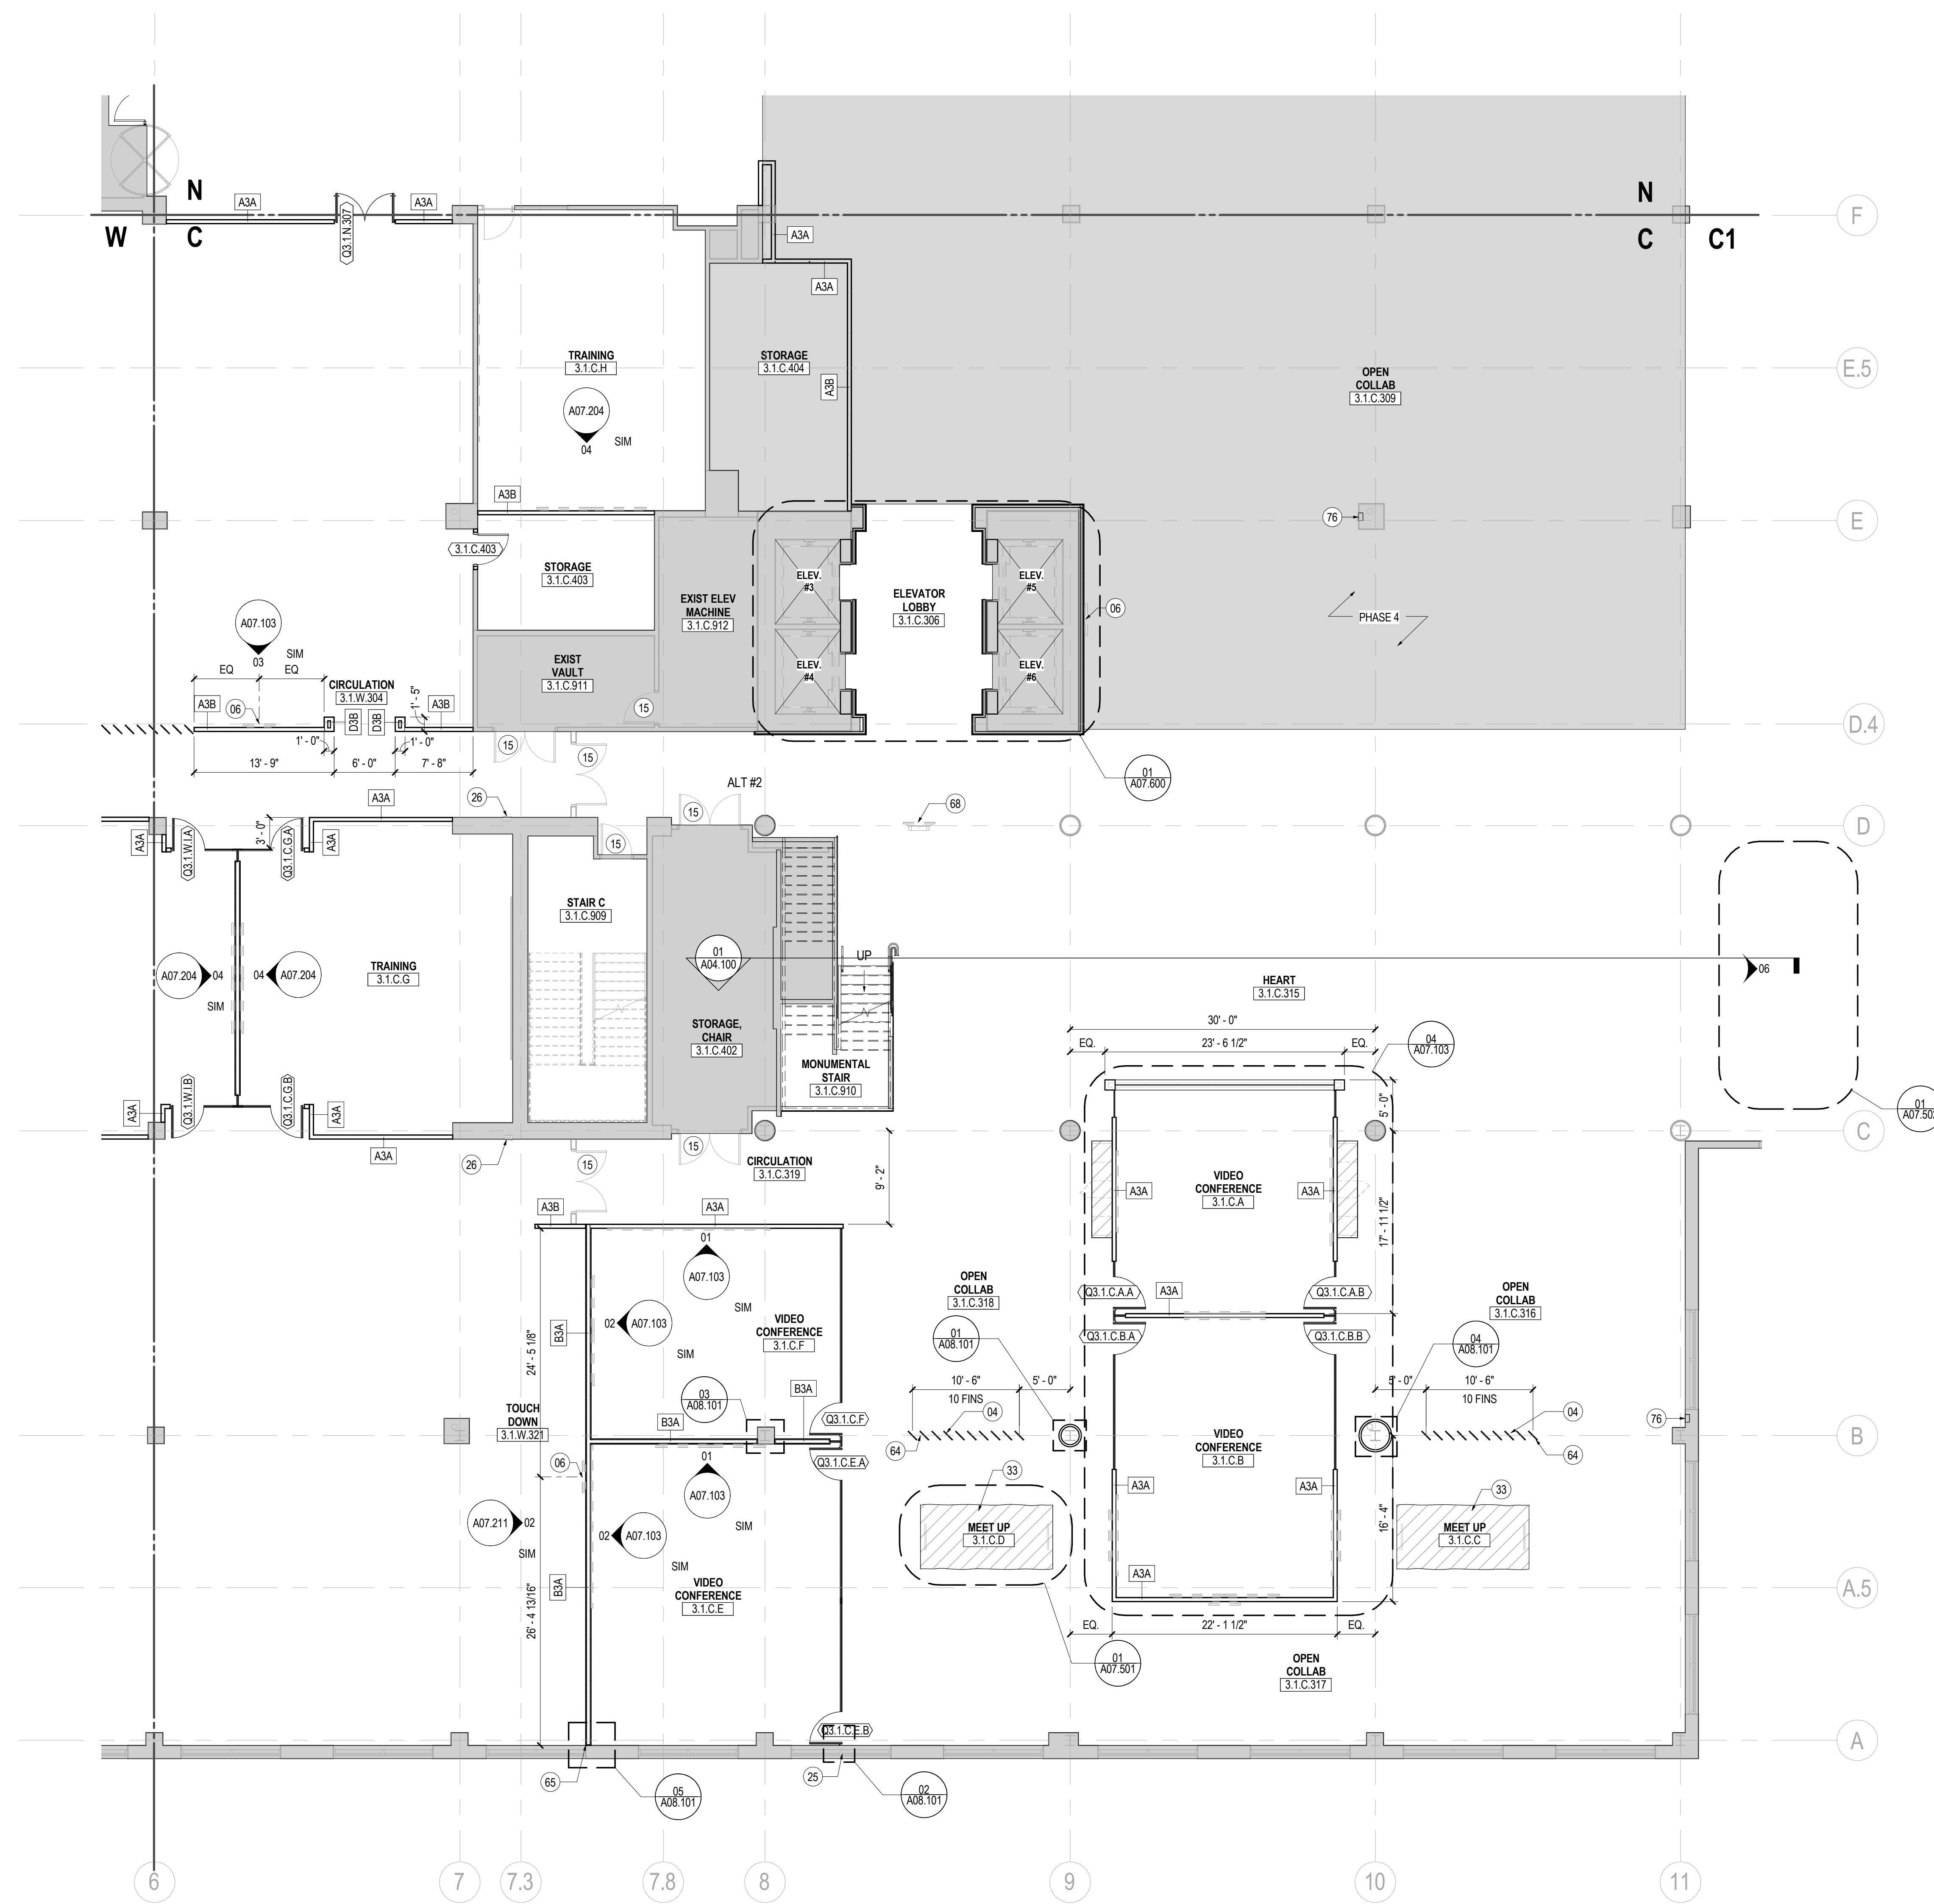 N
N
W
C
C
C1
F
A3A
A3A
Q3.1.N.307
A3A
A3A
TRAINING
3.1.C.H
STORAGE
3.1.C.404
A3B
OPEN
COLLAB
3.1.C.309
E.5
A07.204
04
SIM
A3B
76
E
3.1.C.403
STORAGE
3.1.C.403
EXIST ELEV
MACHINE
3.1.C.912
ELEV.
#3
ELEVATOR
LOBBY
3.1.C.306
ELEV.
#5
06
PHASE 4
A07.103
03
SIM
EQ
EQ
EXIST
VAULT
3.1.C.911
ELEV.
#4
ELEV.
#6
CIRCULATION
3.1.W.304
A3B
06
D3B
D3B
A3B
1' - 5"
15
D.4
1' - 0"
1' - 0"
13' - 9"
6' - 0"
7' - 8"
15
15
01
A07.600
ALT #2
26
A3A
15
68
D
A3A
Q3.1.W.I.A
3' - 0"
Q3.1.C.G.A
A3A
15
STAIR C
3.1.C.909
A07.204
04
SIM
04
A07.204
TRAINING
3.1.C.G
01
A04.100
UP
06
HEART
3.1.C.315
STORAGE,
CHAIR
3.1.C.402
MONUMENTAL
STAIR
3.1.C.910
30' - 0"
EQ.
23' - 6 1/2"
EQ.
04
A07.103
5' - 0"
A3A
Q3.1.W.I.B
Q3.1.C.G.B
A3A
01
C
A3A
26
15
15
CIRCULATION
3.1.C.319
9' - 2"
A3A
VIDEO
CONFERENCE
3.1.C.A
A3A
17' - 11 1/2"
A3B
A3A
01
A07.103
SIM
OPEN
COLLAB
3.1.C.318
Q3.1.C.A.A
A3A
Q3.1.C.A.B
OPEN
COLLAB
3.1.C.316
24' - 5 1/8"
B3A
02
A07.103
SIM
VIDEO
CONFERENCE
3.1.C.F
01
A08.101
Q3.1.C.B.A
Q3.1.C.B.B
04
A08.101
03
A08.101
B3A
10' - 6"
10 FINS
5' - 0"
5' - 0"
10' - 6"
10 FINS
TOUCH
DOWN
3.1.W.321
B3A
Q3.1.C.F
04
04
76
B
64
64
VIDEO
CONFERENCE
3.1.C.B
06
01
Q3.1.C.E.A
33
33
A07.103
SIM
A3A
A3A
A07.211
02
SIM
02
A07.103
SIM
MEET UP
3.1.C.D
16' - 4"
MEET UP
3.1.C.C
B3A
VIDEO
CONFERENCE
3.1.C.E
A3A
A.5
26' - 4 13/16"
EQ.
22' - 1 1/2"
EQ.
01
A07.501
OPEN
COLLAB
3.1.C.317
Q3.1.C.E.B
A
65
25
05
A08.101
02
A08.101
6
7
7.3
7.8
8
9
10
11